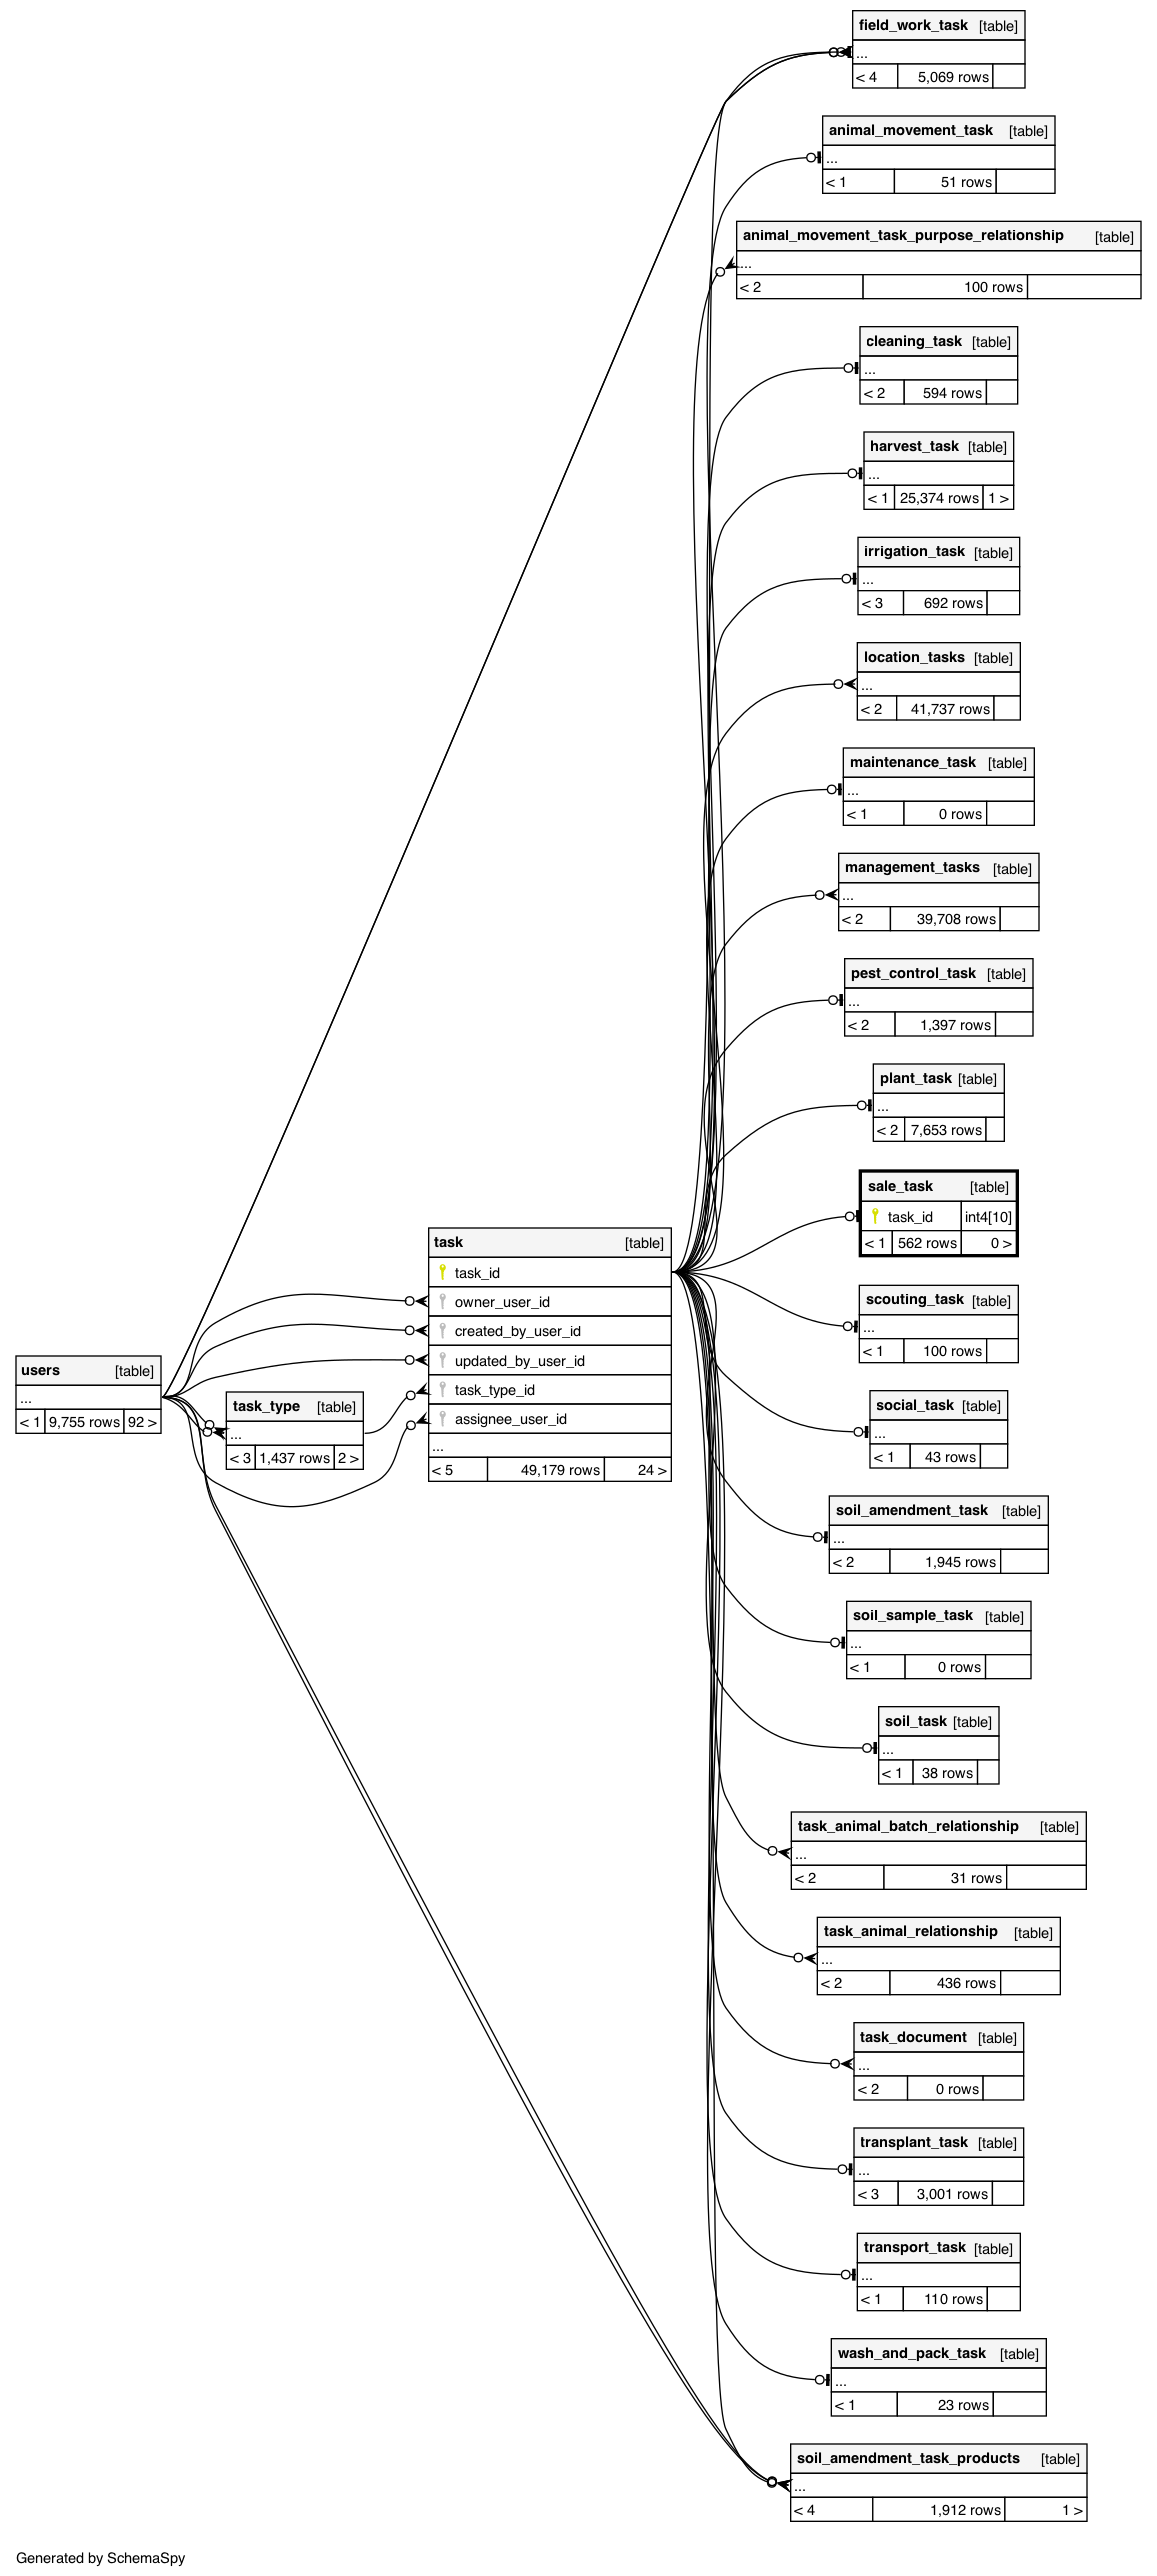 field_work_task [table]
...
< 4 5,069 rows
animal_movement_task [table]
...
< 1 51 rows
animal_movement_task_purpose_relationship [table]
...
< 2 100 rows
cleaning_task [table]
...
< 2 594 rows
harvest_task [table]
...
< 1 25,374 rows 1 >
irrigation_task [table]
...
< 3 692 rows
location_tasks [table]
...
< 2 41,737 rows
maintenance_task [table]
...
< 1 0 rows
management_tasks [table]
...
< 2 39,708 rows
pest_control_task [table]
...
< 2 1,397 rows
plant_task [table]
...
< 2 7,653 rows
sale_task [table]
task_id int4[10]
< 1 562 rows 0 >
scouting_task [table]
...
< 1 100 rows
social_task [table]
...
< 1 43 rows
soil_amendment_task [table]
...
< 2 1,945 rows
soil_sample_task [table]
...
< 1 0 rows
soil_task [table]
...
< 1 38 rows
task_animal_batch_relationship [table]
...
< 2 31 rows
task_animal_relationship [table]
...
< 2 436 rows
task_document [table]
...
< 2 0 rows
transplant_task [table]
...
< 3 3,001 rows
transport_task [table]
...
< 1 110 rows
wash_and_pack_task [table]
...
< 1 23 rows
soil_amendment_task_products [table]
...
< 4 1,912 rows 1 >
task [table]
task_id
owner_user_id
created_by_user_id
updated_by_user_id
task_type_id
assignee_user_id
...
< 5 49,179 rows 24 >
users [table]
...
< 1 9,755 rows 92 >
task_type [table]
...
< 3 1,437 rows 2 >
Generated by SchemaSpy